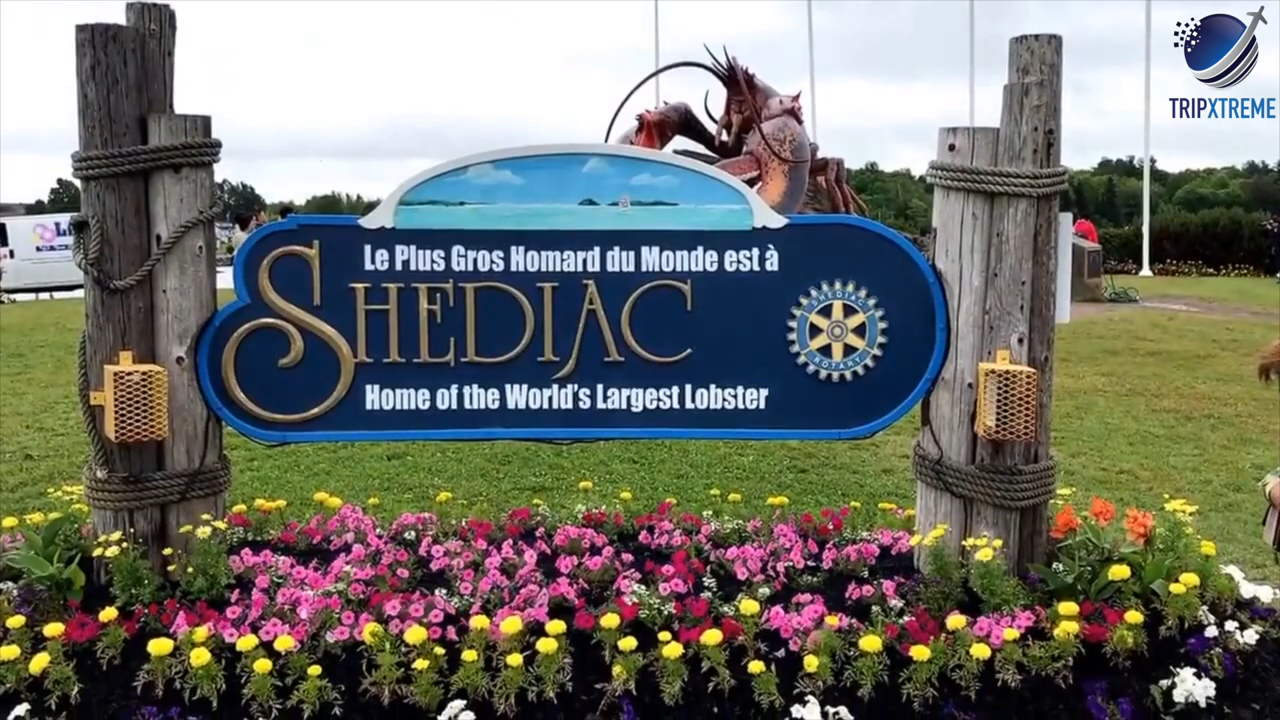 TRIPXTREME
Le Plus Gros Homard du Monde est à
SHEDIAC
SHEDIAC
ROTARY
Home of the World's Largest Lobster